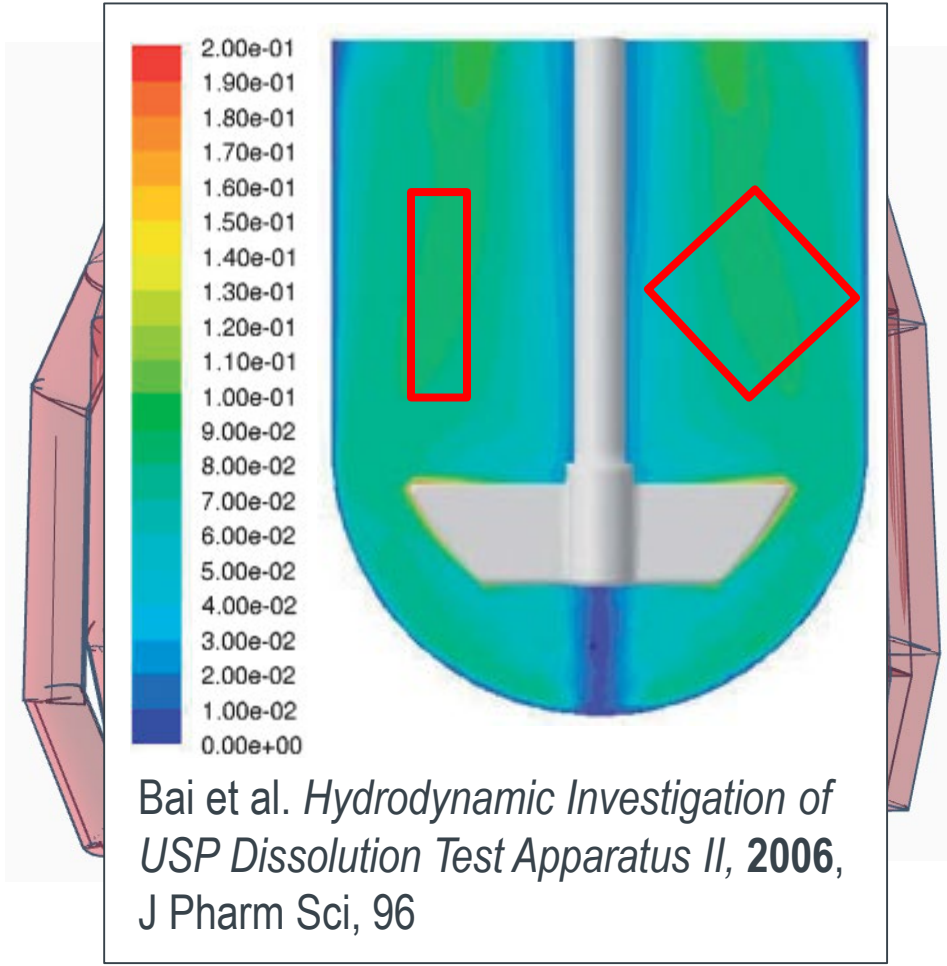 2.00e-01
1.90e-01
1.80e-01
1.70e-01
1.60e-01
1.50e-01
1.40e-01
1.30e-01
1.20e-01
1.10e-01
1.00e-01
9.00e-02
8.00e-02
7.00e-02
6.00e-02
5.00e-02
4.00e-02
3.00e-02
2.00e-02
1.00e-02
0.00e+00
Bai et al. Hydrodynamic Investigation of
USP Dissolution Test Apparatus II, 2006,
J Pharm Sci, 96